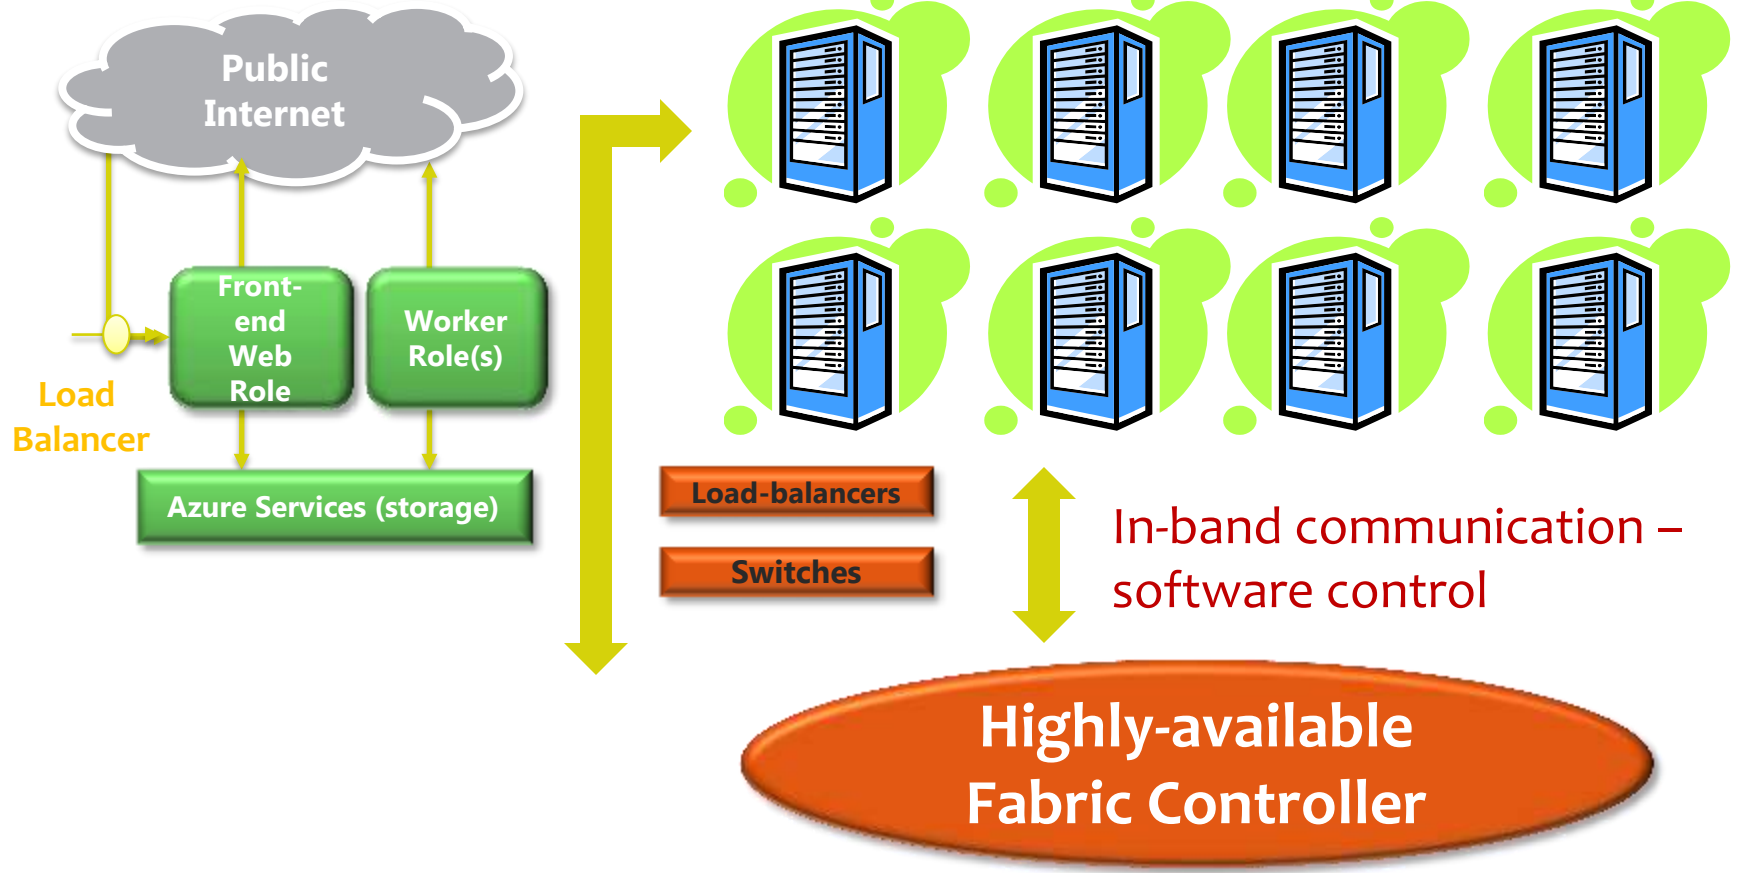 Public
Internet
Front-
end
Web
Role
Worker
Role(s)
Load
Balancer
Azure Services (storage)
Load-balancers
Switches
In-band communication –
software control
Highly-available
Fabric Controller